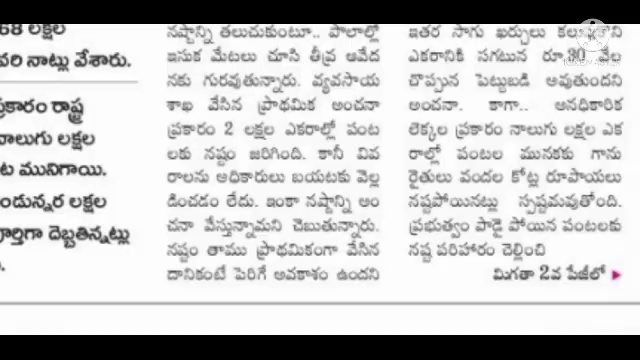 68 లక్షల
వరి నాట్లు వేశారు.
ప్రకారం రాష్ట్ర
నాలుగు లక్షల
ట మునిగాయి.
ండున్నర లక్షల
ూర్తిగా దెబ్బతిన్నట్లు
నష్టాన్ని తలుచుకుంటూ.. పొలాల్లో
ఇసుక మేటలు చూసి తీవ్ర ఆవేద
నకు గురవుతున్నారు. వ్యవసాయ
శాఖ వేసిన ప్రాథమిక అంచనా
ప్రకారం 2 లక్షల ఎకరాల్లో పంట
లకు నష్టం జరిగింది. కానీ వివ
రాలను అధికారులు బయటకు వెల్ల
డించడం లేదు. ఇంకా నష్టాన్ని అం
చనా వేస్తున్నామని చెబుతున్నారు.
నష్టం తాము ప్రాథమికంగా వేసిన
దానికంటే పెరిగే అవకాశం ఉందని
ఇతర సాగు ఖర్చులు
ఎకరానికి సగటున రూ.30 వేల
చొప్పున పెట్టుబడి అవుతుందని
అంచనా. కాగా.. అనధికారిక
లెక్కల ప్రకారం నాలుగు లక్షల ఎక
రాల్లో పంటల మునకకు గాను
రైతులు వందల కోట్ల రూపాయలు
నష్టపోయినట్లు స్పష్టమవుతోంది.
ప్రభుత్వం పాడై పోయిన పంటలకు
నష్ట పరిహారం చెల్లించి
మిగతా 2వ పేజీలో